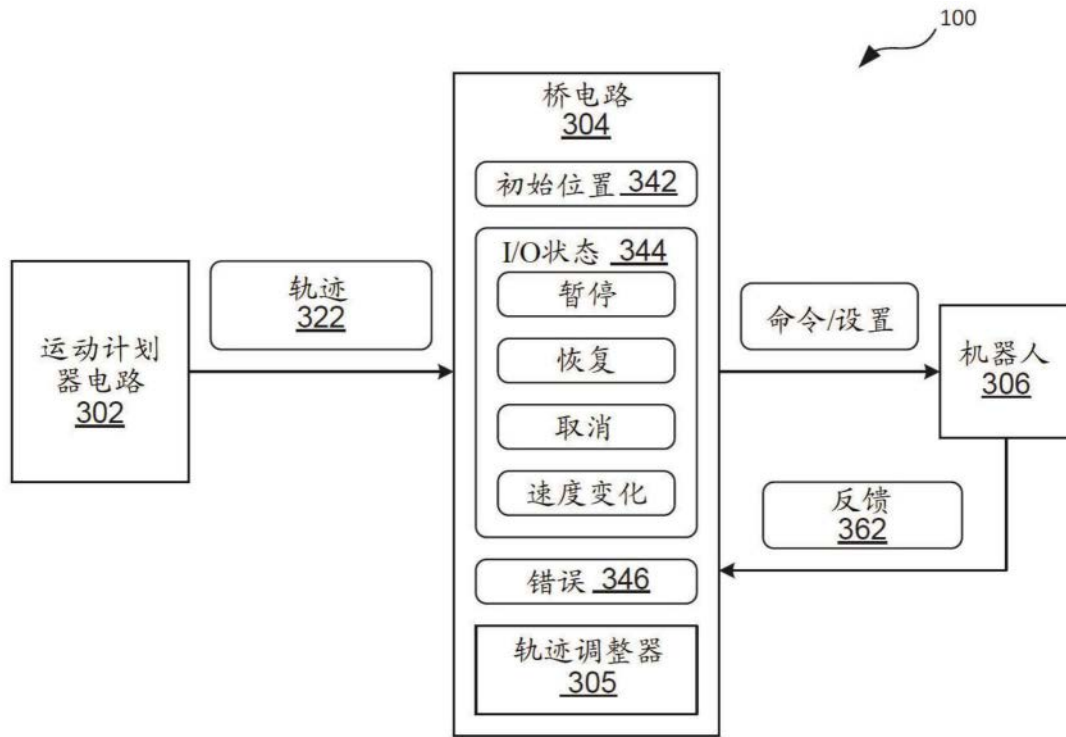 100
桥电路
304
初始位置 342
I/O状态 344
暂停
恢复
取消
速度变化
错误 346
轨迹调整器
305
运动计划
器电路
302
轨迹
322
命令/设置
机器人
306
反馈
362